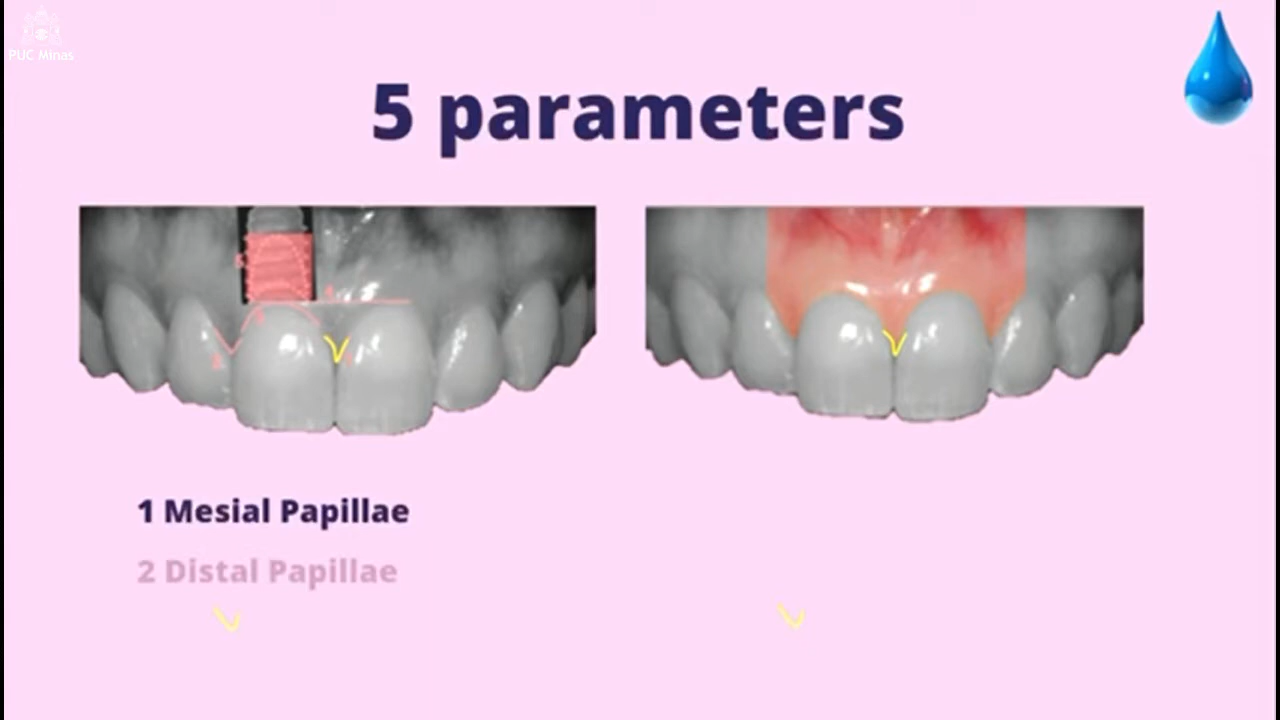 PUC Minas
5 parameters
1 Mesial Papillae
2 Distal Papillae